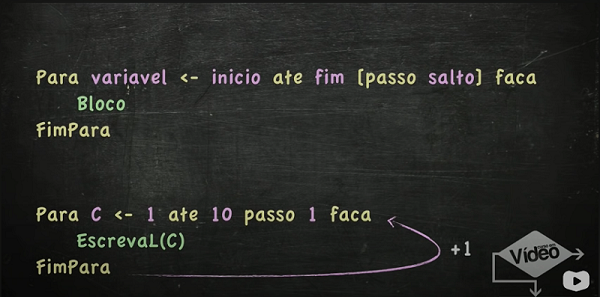 Para variavel <- inicio ate fim [passo salto] faca
Bloco
FimPara
Para C <- 1 ate 10 passo 1 faca
EscrevaL(C)
FimPara
+1
Vídeo